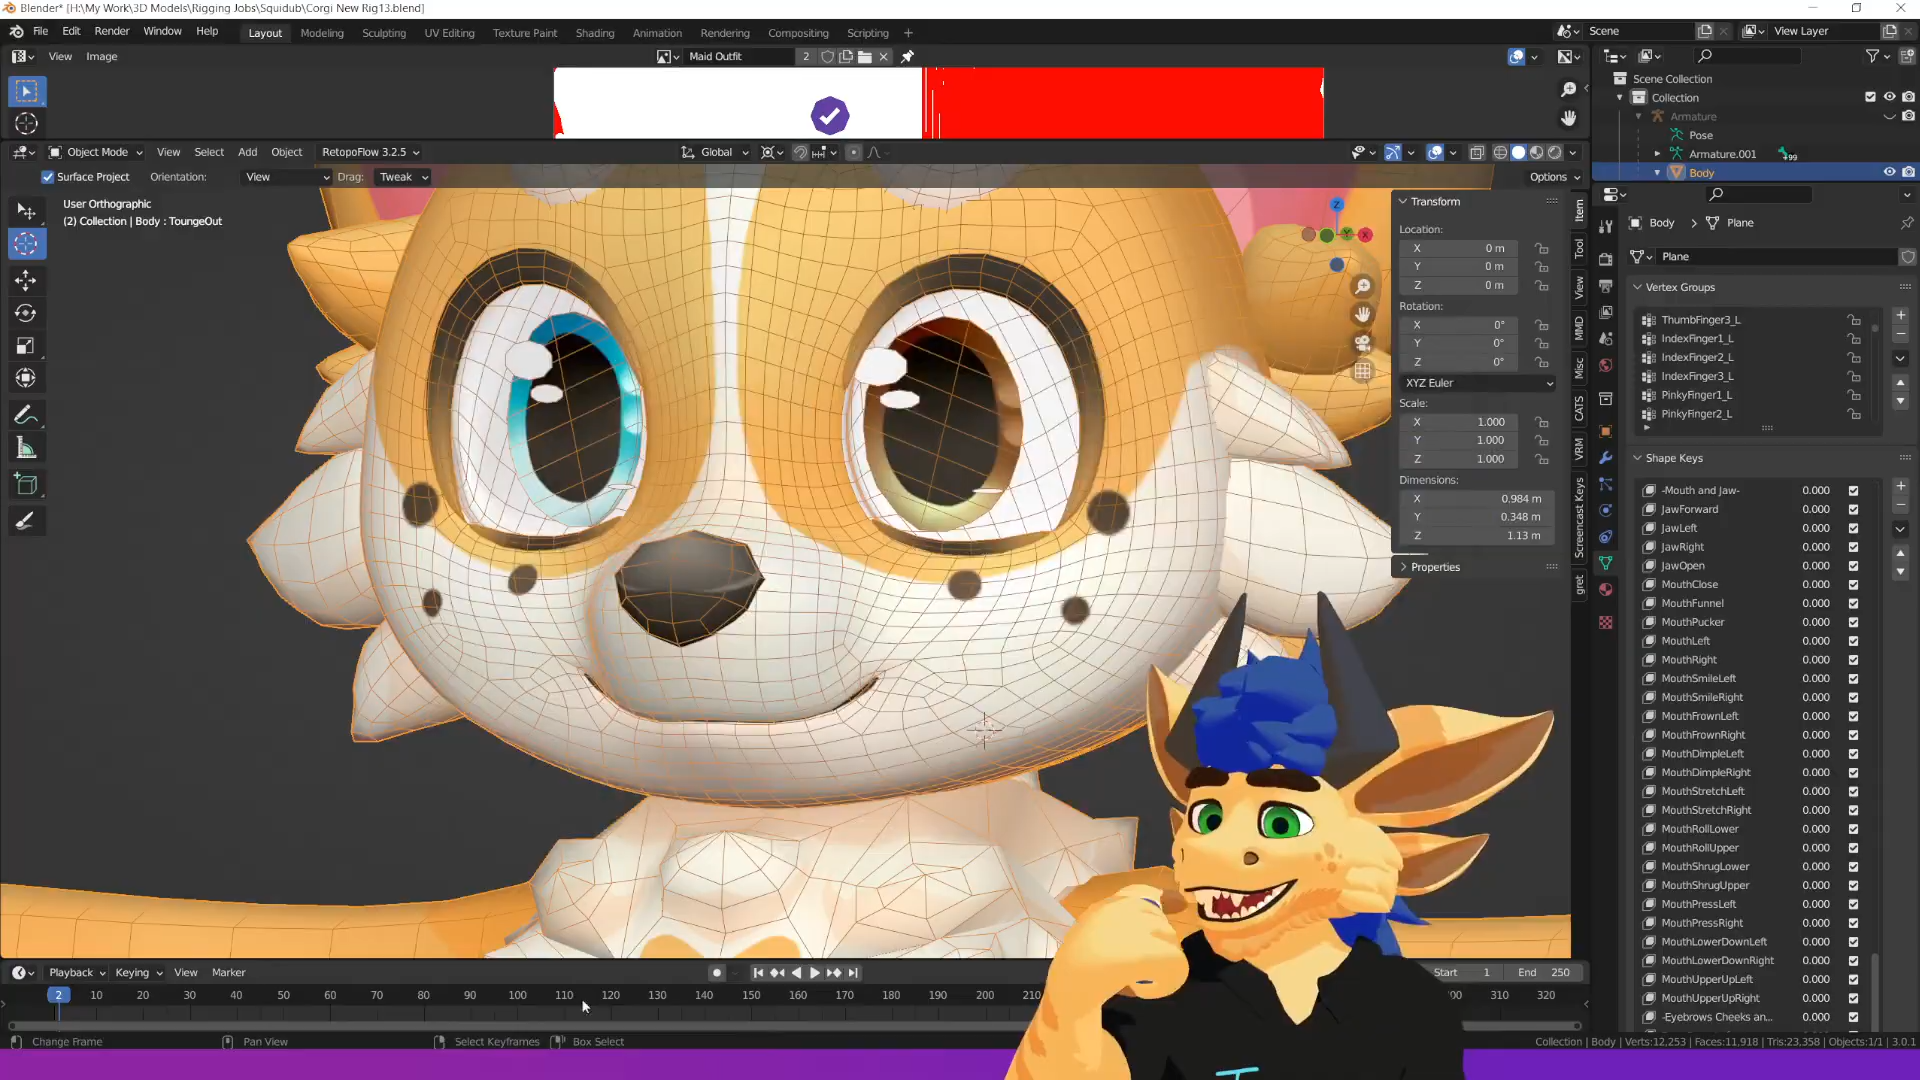 Blender* [H:\My Work\3D Models\Rigging Jobs\Squidub\Corgi New Rig13.blend]
File Edit Render Window Help Layout Modeling Sculpting UV Editing Texture Paint Shading Animation Rendering Compositing Scripting + Scene View Layer
View Image Maid Outfit 2
Scene Collection
Collection
Armature
Pose
Armature.001 99
Body
Object Mode View Select Add Object RetopoFlow 3.2.5 Global
Surface Project Orientation: View Drag: Tweak Options
User Orthographic
(2) Collection | Body : ToungeOut
Z
Y
X
Transform
Location:
X 0 m
Y 0 m
Z 0 m
Rotation:
X 0°
Y 0°
Z 0°
XYZ Euler
Scale:
X 1.000
Y 1.000
Z 1.000
Dimensions:
X 0.984 m
Y 0.348 m
Z 1.13 m
Properties
Item
Tool
View
MMD
Misc
CATS
VRM
Screencast Keys
gret
Body Plane
Plane
Vertex Groups
ThumbFinger3_L
IndexFinger1_L
IndexFinger2_L
IndexFinger3_L
PinkyFinger1_L
PinkyFinger2_L
Shape Keys
-Mouth and Jaw- 0.000
JawForward 0.000
JawLeft 0.000
JawRight 0.000
JawOpen 0.000
MouthClose 0.000
MouthFunnel 0.000
MouthPucker 0.000
MouthLeft 0.000
MouthRight 0.000
MouthSmileLeft 0.000
MouthSmileRight 0.000
MouthFrownLeft 0.000
MouthFrownRight 0.000
MouthDimpleLeft 0.000
MouthDimpleRight 0.000
MouthStretchLeft 0.000
MouthStretchRight 0.000
MouthRollLower 0.000
MouthRollUpper 0.000
MouthShrugLower 0.000
MouthShrugUpper 0.000
MouthPressLeft 0.000
MouthPressRight 0.000
MouthLowerDownLeft 0.000
MouthLowerDownRight 0.000
MouthUpperUpLeft 0.000
MouthUpperUpRight 0.000
-Eyebrows Cheeks an... 0.000
Playback Keying View Marker Start 1 End 250
2 10 20 30 40 50 60 70 80 90 100 110 120 130 140 150 160 170 180 190 200 310 320
Change Frame Pan View Select Keyframes Box Select Collection | Body | Verts:12,253 | Faces:11,918 | Tris:23,358 | Objects:1/1 | 3.0.1